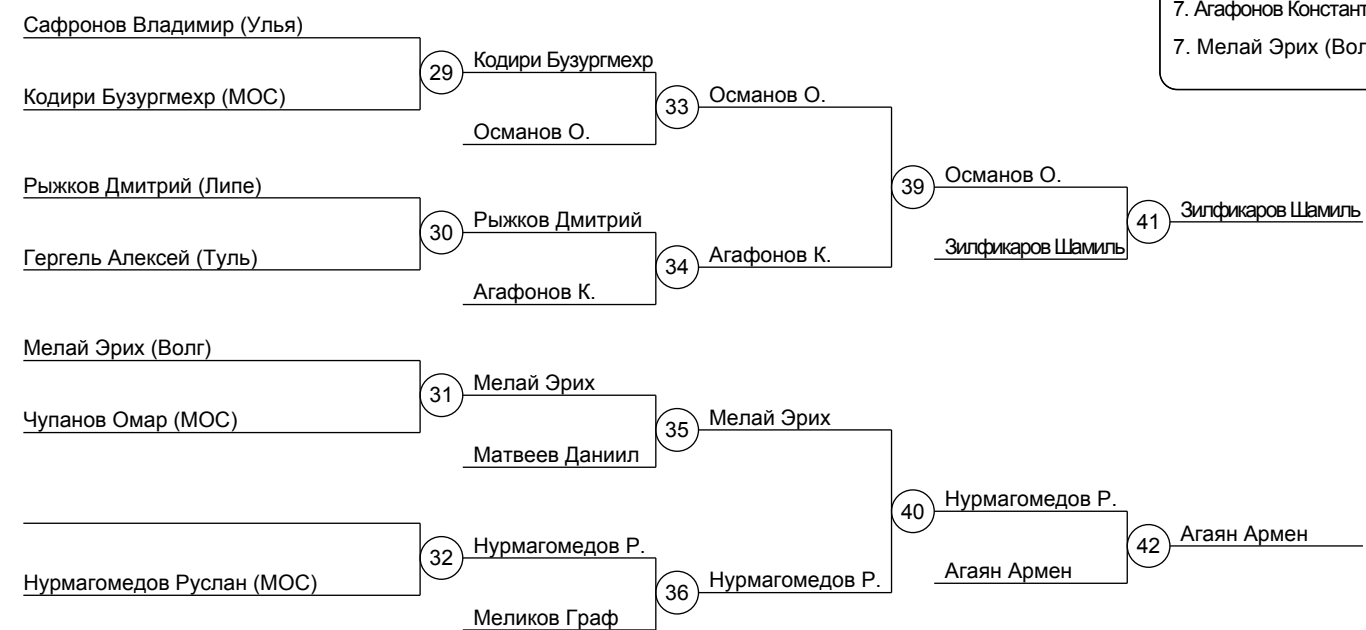 7. Агафонов Констант
7. Мелай Эрих (Вол
Сафронов Владимир (Улья)
29
Кодири Бузургмехр
Кодири Бузургмехр (МОС)
33
Османов О.
Османов О.
Рыжков Дмитрий (Липе)
39
Османов О.
30
Рыжков Дмитрий
41
Зилфикаров Шамиль
Гергель Алексей (Туль)
34
Агафонов К.
Зилфикаров Шамиль
Агафонов К.
Мелай Эрих (Волг)
31
Мелай Эрих
Чупанов Омар (МОС)
35
Мелай Эрих
Матвеев Даниил
40
Нурмагомедов Р.
32
Нурмагомедов Р.
42
Агаян Армен
Нурмагомедов Руслан (МОС)
36
Нурмагомедов Р.
Агаян Армен
Меликов Граф